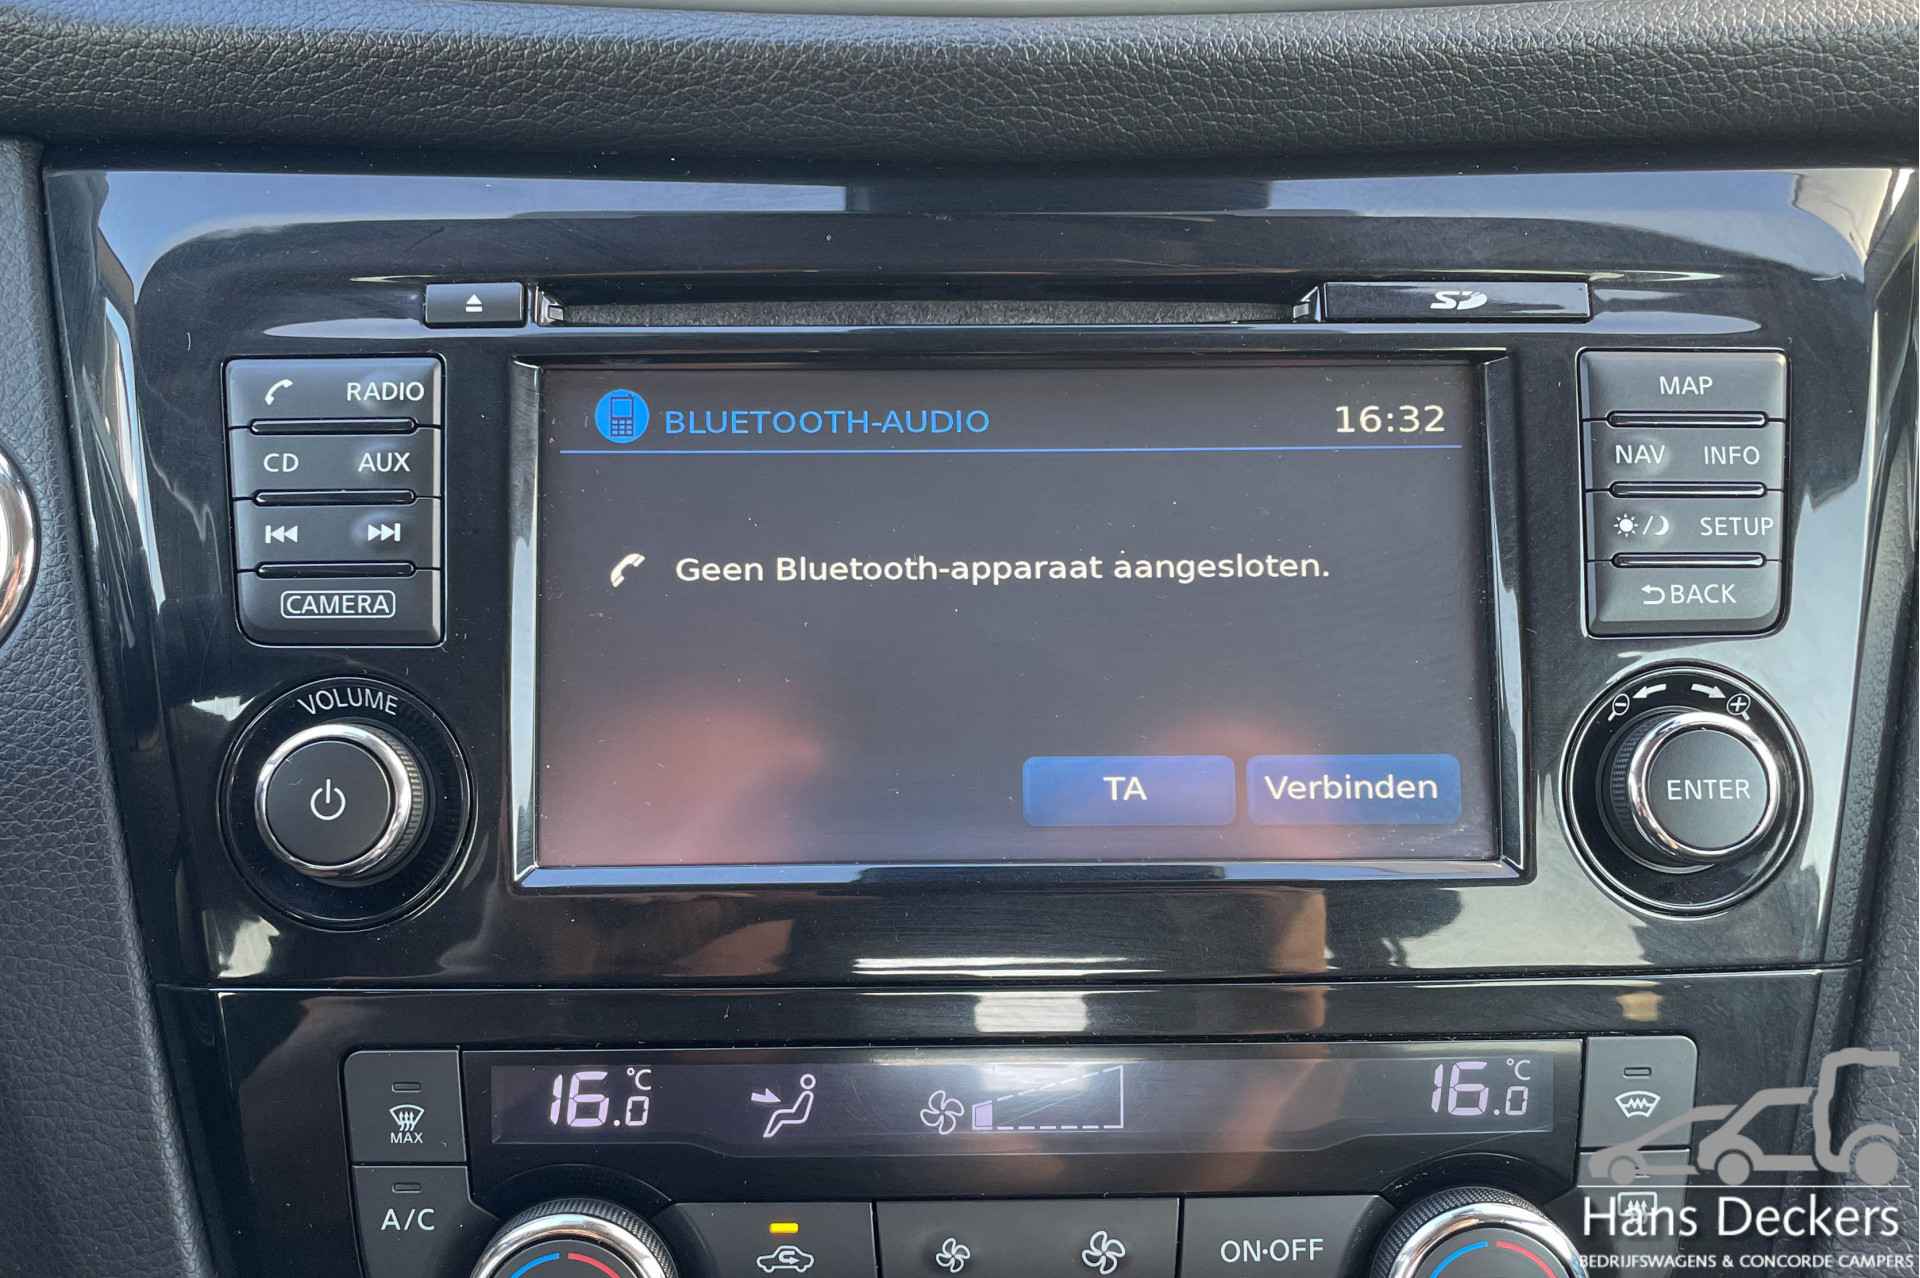 SD
RADIO
MAP
BLUETOOTH-AUDIO 16:32
CD AUX
NAV INFO
SETUP
Geen Bluetooth-apparaat aangesloten.
CAMERA
BACK
VOLUME
TA Verbinden
ENTER
16.0 °C
16.0 °C
MAX
A/C
ON·OFF
Hans Deckers
BEDRIJFSWAGENS & CONCORDE CAMPERS